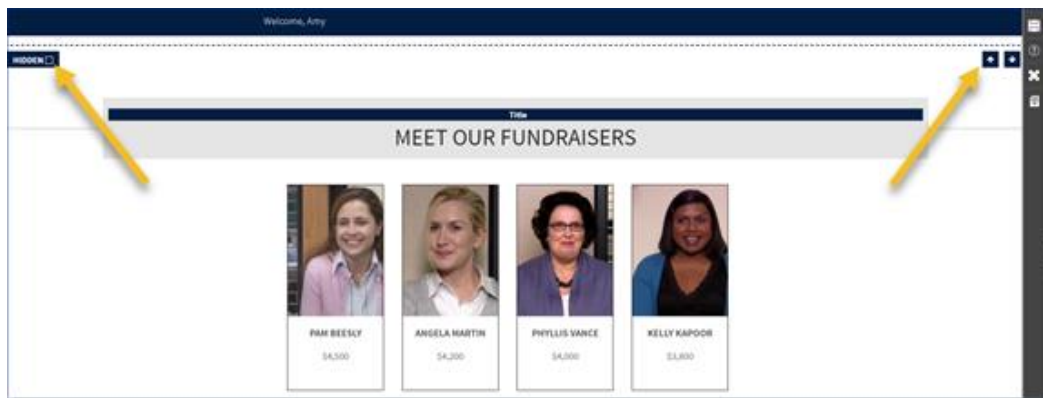 Welcome, Amy
HIDDEN
Title
MEET OUR FUNDRAISERS
PAM BEESLY
ANGELA MARTIN
PHYLLIS VANCE
KELLY KAPOOR
$4,500
$4,200
$4,000
$3,800